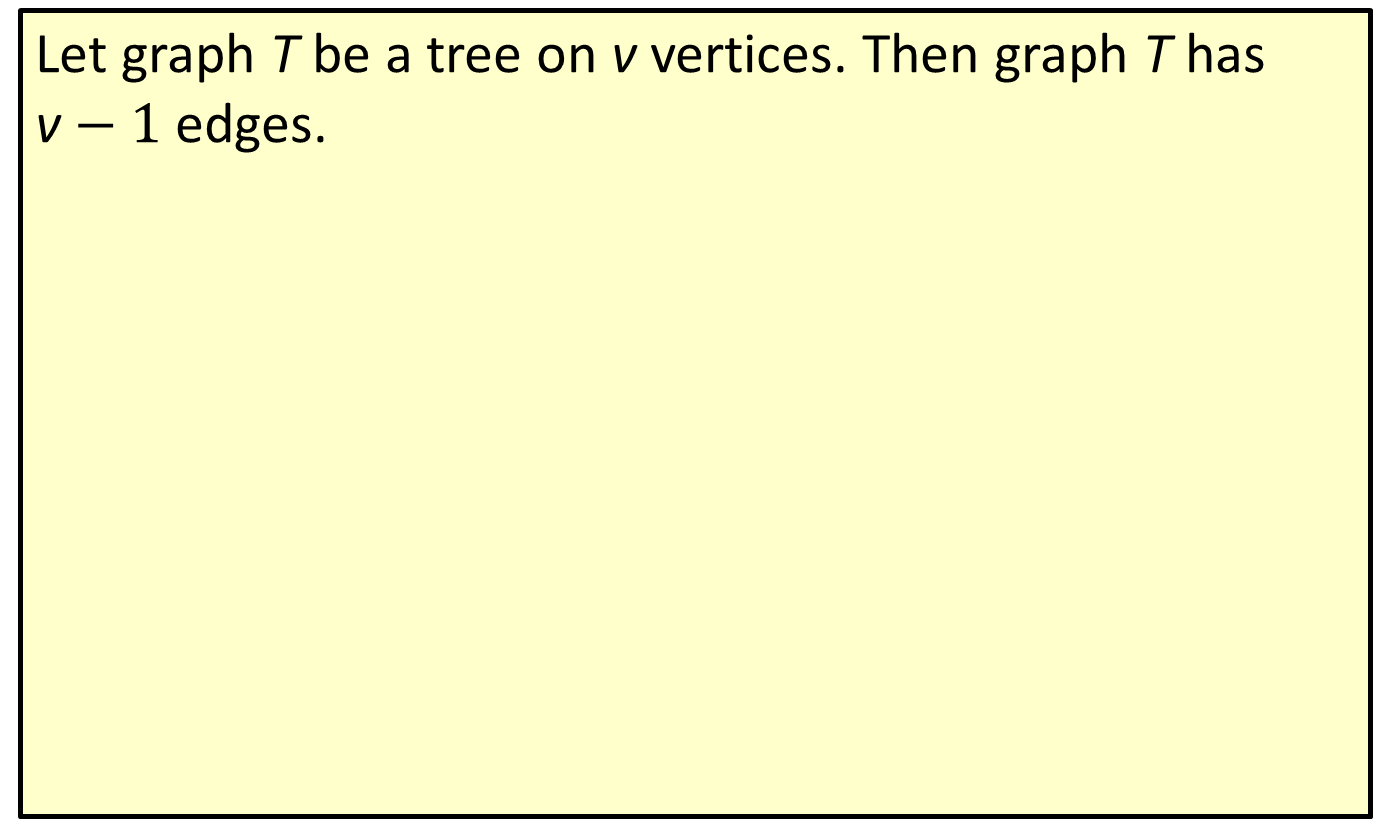 Let graph T be a tree on v vertices. Then graph T has
v − 1 edges.